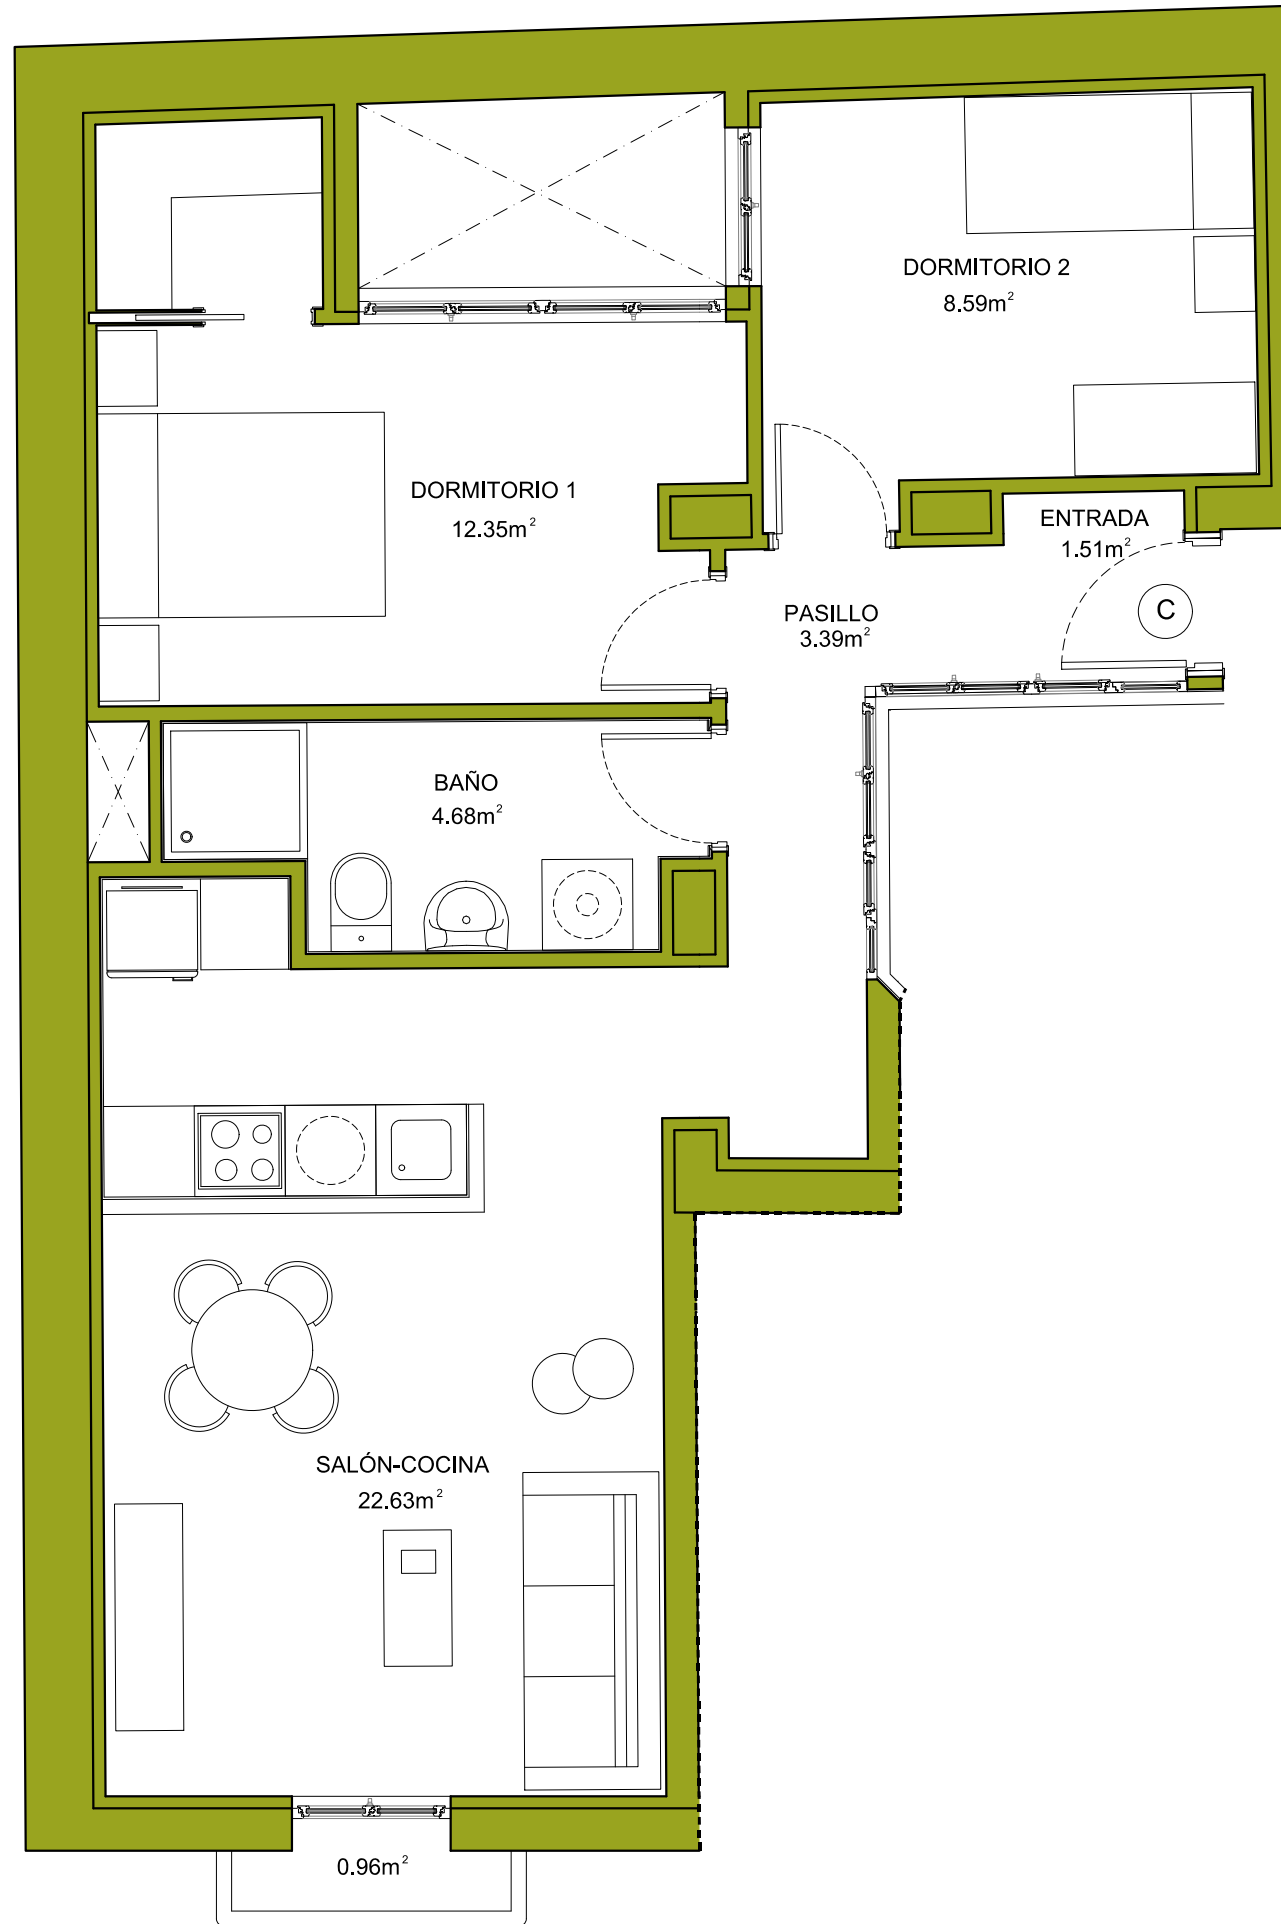 DORMITORIO 2
8.59m²
DORMITORIO 1
12.35m²
ENTRADA
1.51m²
C
PASILLO
3.39m²
BAÑO
4.68m²
SALÓN-COCINA
22.63m²
0.96m²